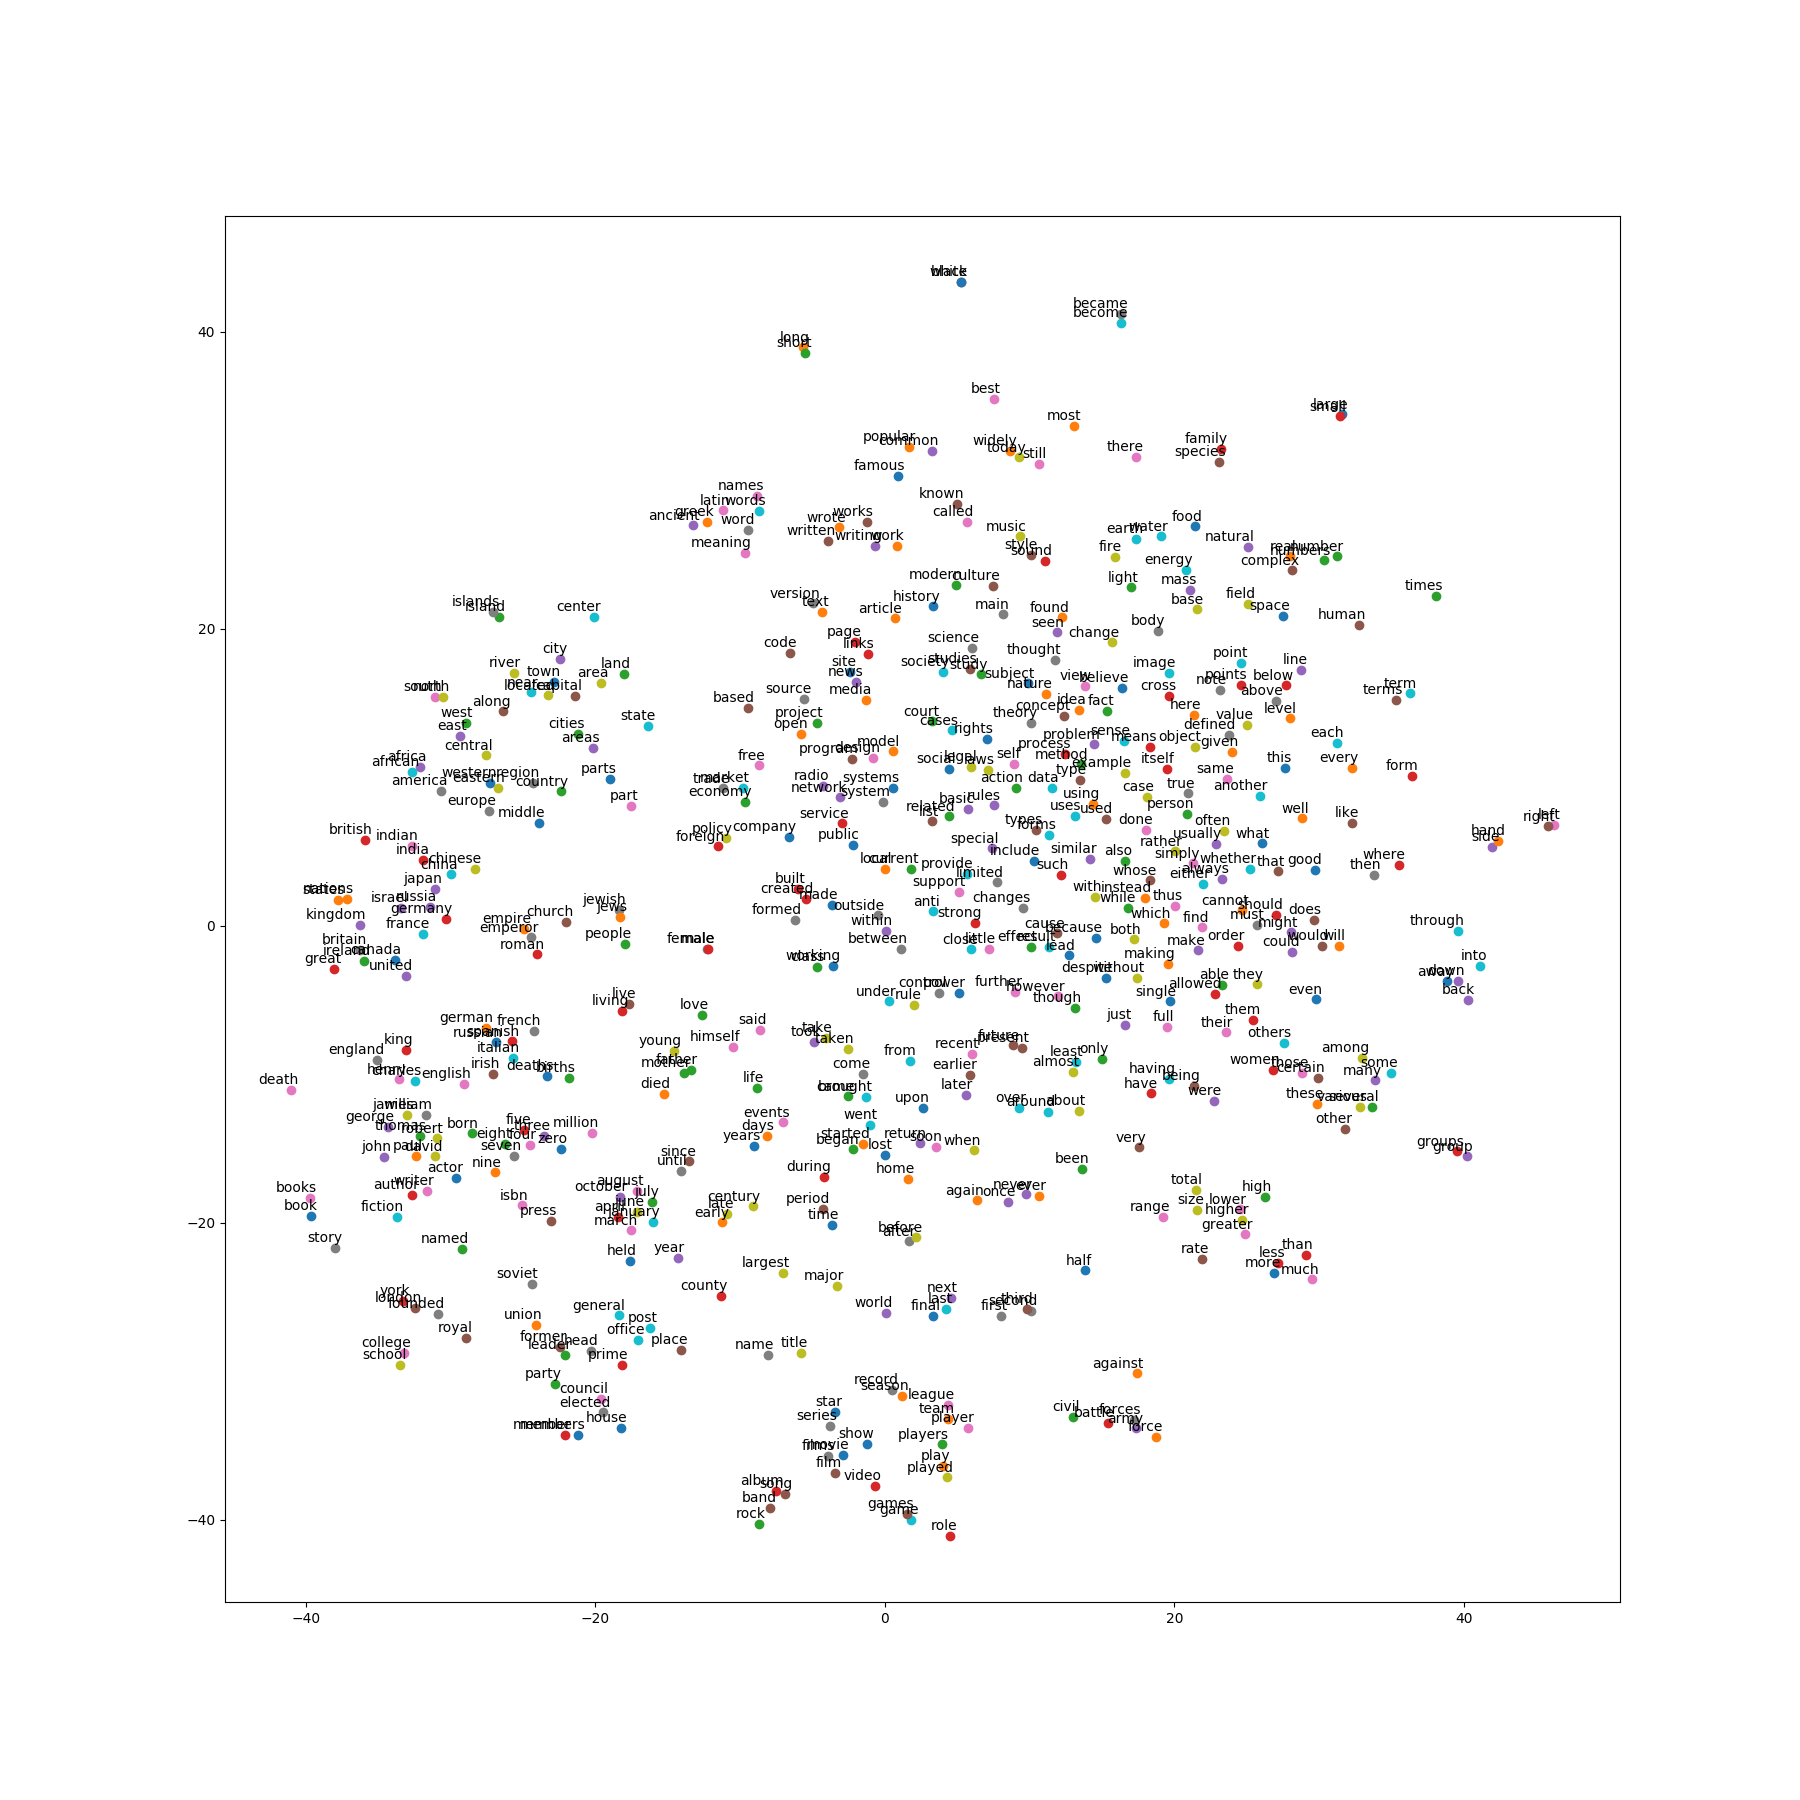 white
became
become
40
long
short
best
large
small
most
popular
common
widely
today
still
there
family
species
famous
names
latin
words
ancient
greek
word
meaning
wrote
works
written
writing
work
known
called
music
style
sound
earth
water
food
natural
real
number
numbers
complex
fire
energy
modern
culture
light
mass
times
version
text
article
history
main
found
seen
base
field
space
human
islands
island
center
20
code
page
links
science
thought
change
body
city
river
town
near
area
land
capital
site
news
media
society
studies
study
subject
nature
view
believe
image
point
points
line
below
note
above
cross
terms
term
south
north
along
based
source
west
east
cities
areas
state
project
open
court
cases
rights
theory
concept
idea
fact
here
value
level
defined
central
program
design
model
problem
sense
process
means
object
given
each
africa
african
america
western
eastern
region
country
parts
free
trade
market
economy
radio
network
systems
system
social
legal
laws
self
method
example
itself
this
every
form
action
data
type
same
another
true
europe
middle
part
service
related
list
basic
rules
using
uses
used
case
person
well
like
left
right
hand
side
british
indian
india
chinese
china
policy
foreign
company
public
special
types
forms
done
often
usually
rather
what
include
similar
also
simply
whether
that
good
where
then
japan
local
current
provide
limited
such
whose
either
always
states
nations
israel
russia
germany
kingdom
france
built
created
made
support
changes
with
instead
while
thus
cannot
should
jewish
jews
church
empire
emperor
roman
people
formed
outside
within
anti
strong
cause
because
which
find
must
might
does
0
through
britain
ireland
canada
great
united
female
male
between
close
little
effect
result
lead
both
make
order
could
would
will
working
class
despite
without
making
into
away
down
back
live
living
love
under
control
power
rule
further
however
though
single
allowed
able
they
even
german
russian
spanish
french
italian
king
england
said
himself
took
take
taken
young
just
full
their
them
others
henry
charles
english
irish
deaths
births
mother
father
died
life
come
from
recent
future
present
earlier
later
least
almost
only
having
being
have
were
women
those
certain
among
some
many
death
james
william
george
thomas
robert
john
paul
david
born
five
three
eight
four
seven
zero
million
nine
events
days
years
came
brought
went
started
began
lost
upon
over
around
about
these
various
several
other
return
soon
when
very
groups
group
actor
author
writer
since
until
during
home
been
books
book
fiction
isbn
press
october
august
july
april
june
january
march
century
late
early
period
time
again
once
never
ever
total
size
range
lower
high
higher
greater
−20
story
named
held
year
before
after
rate
than
less
more
much
soviet
largest
major
half
york
london
founded
royal
union
general
post
office
county
world
final
next
last
first
third
second
college
school
former
leader
head
prime
place
name
title
party
council
elected
house
member
members
against
record
season
league
team
player
star
series
show
films
movie
film
players
play
played
civil
battle
forces
army
force
album
song
band
rock
video
games
game
role
−40
−40
−20
0
20
40